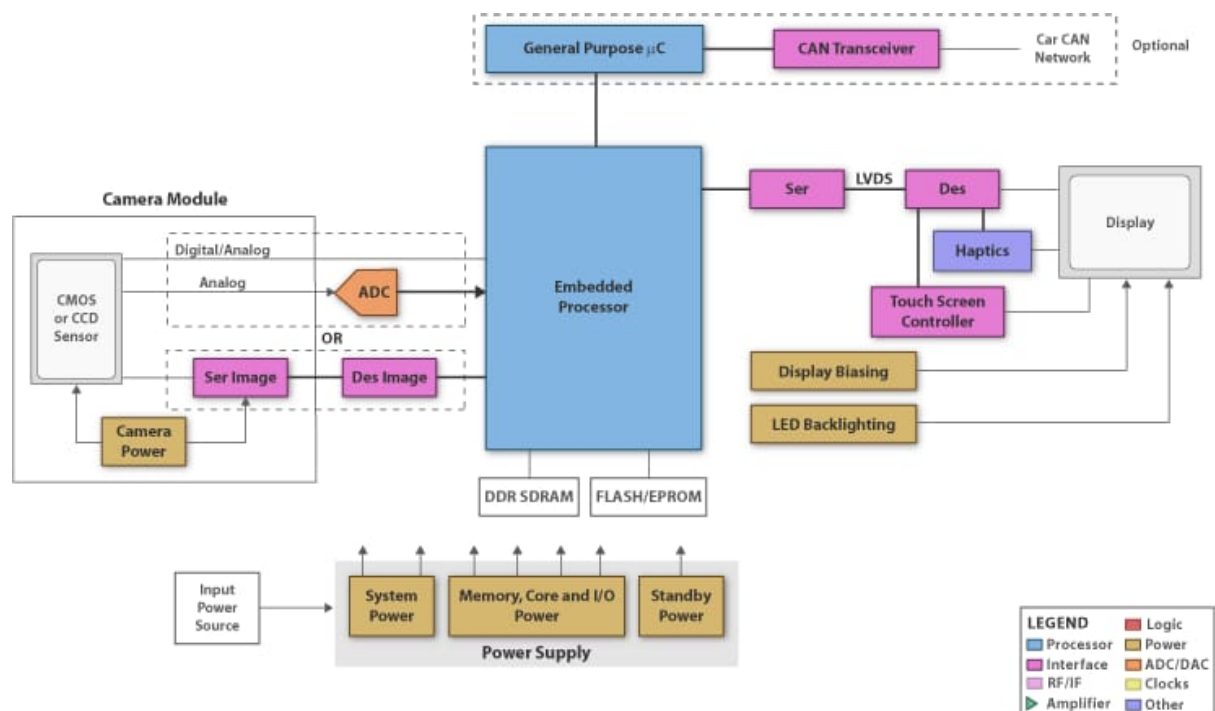 General Purpose µC
CAN Transceiver
Car CAN
Network
Optional
Camera Module
Digital/Analog
Analog
ADC
CMOS
or CCD
Sensor
OR
Ser Image
Des Image
Camera
Power
Embedded
Processor
Ser
LVDS
Des
Display
Haptics
Touch Screen
Controller
Display Biasing
LED Backlighting
DDR SDRAM
FLASH/EPROM
Input
Power
Source
System
Power
Memory, Core and I/O
Power
Standby
Power
Power Supply
LEGEND
Processor
Interface
RF/IF
Amplifier
Logic
Power
ADC/DAC
Clocks
Other